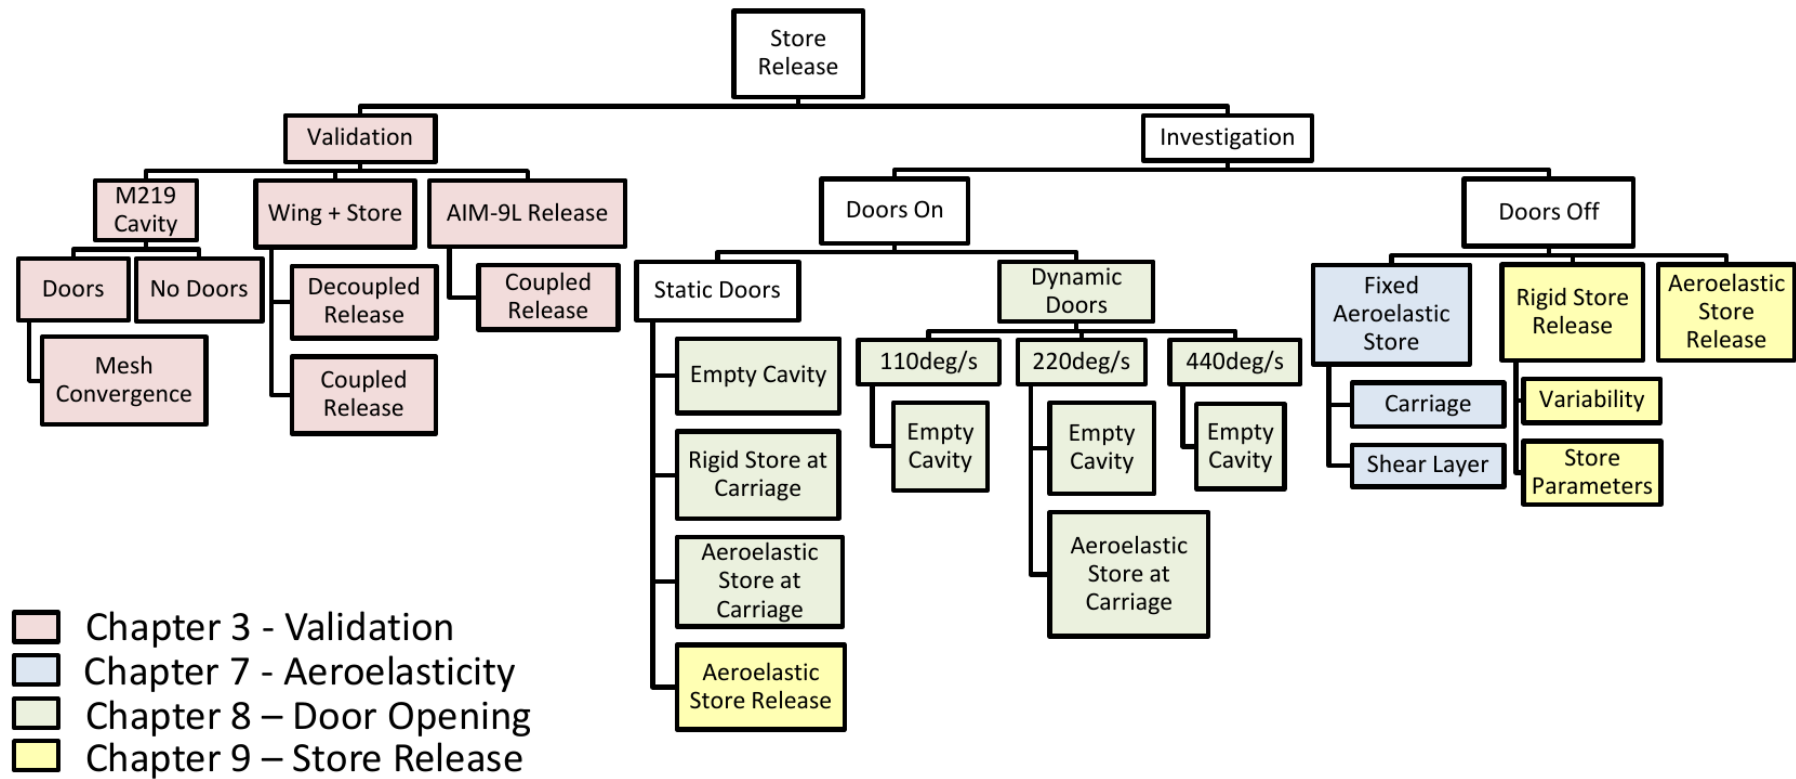 Store
Release
Validation
Investigation
M219
Cavity
Wing + Store
AIM-9L Release
Doors On
Doors Off
Doors
No Doors
Mesh
Convergence
Decoupled
Release
Coupled
Release
Coupled
Release
Static Doors
Dynamic
Doors
Empty Cavity
Rigid Store at
Carriage
Aeroelastic
Store at
Carriage
Aeroelastic
Store Release
110deg/s
220deg/s
440deg/s
Empty
Cavity
Empty
Cavity
Empty
Cavity
Aeroelastic
Store at
Carriage
Fixed
Aeroelastic
Store
Rigid Store
Release
Aeroelastic
Store
Release
Carriage
Shear Layer
Variability
Store
Parameters
Chapter 3 - Validation
Chapter 7 - Aeroelasticity
Chapter 8 – Door Opening
Chapter 9 – Store Release